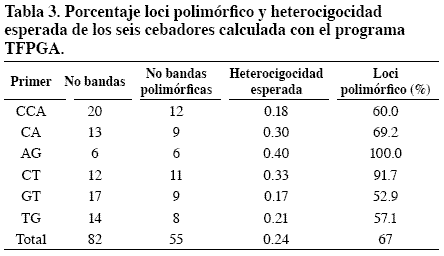 Tabla 3. Porcentaje loci polimórfico y heterocigocidad
esperada de los seis cebadores calculada con el programa
TFPGA.
Primer No bandas No bandas polimórficas Heterocigocidad esperada Loci polimórfico (%)
CCA 20 12 0.18 60.0
CA 13 9 0.30 69.2
AG 6 6 0.40 100.0
CT 12 11 0.33 91.7
GT 17 9 0.17 52.9
TG 14 8 0.21 57.1
Total 82 55 0.24 67